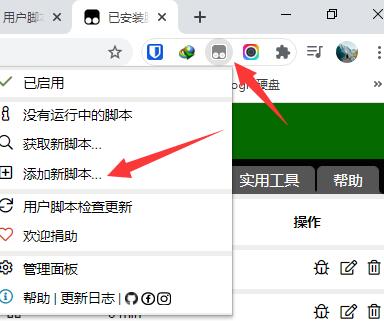 用户脚本
已安装脚
已启用
没有运行中的脚本
获取新脚本...
添加新脚本...
用户脚本检查更新
欢迎捐助
管理面板
帮助 | 更新日志 |
硬盘
实用工具
帮助
操作